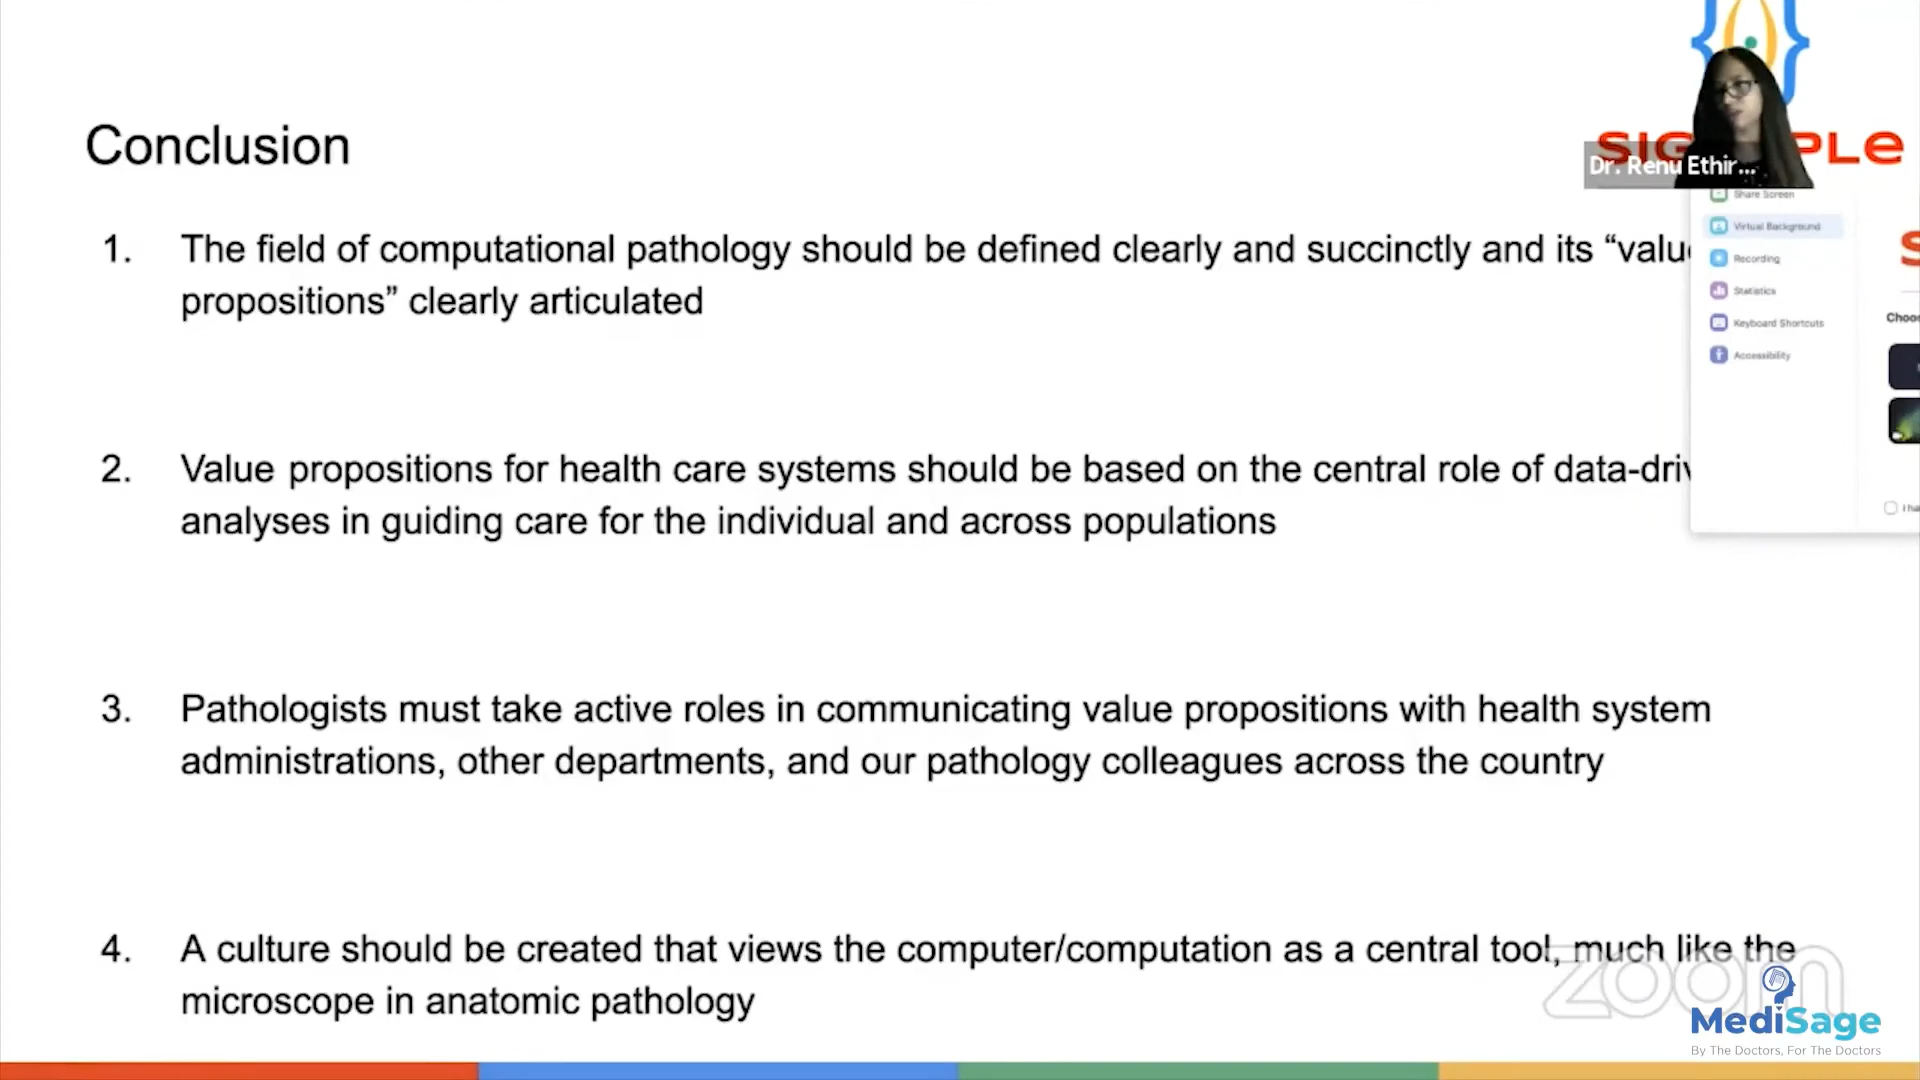 Conclusion
Dr. Renu Ethir...
Share Screen
1. The field of computational pathology should be defined clearly and succinctly and its “valu
Virtual Background
Recording
propositions” clearly articulated
Statistics
Keyboard Shortcuts
Choos
Accessibility
2. Value propositions for health care systems should be based on the central role of data-driv
analyses in guiding care for the individual and across populations
I ha
3. Pathologists must take active roles in communicating value propositions with health system
administrations, other departments, and our pathology colleagues across the country
4. A culture should be created that views the computer/computation as a central tool, much like the
microscope in anatomic pathology
zoom
MediSage
By The Doctors, For The Doctors